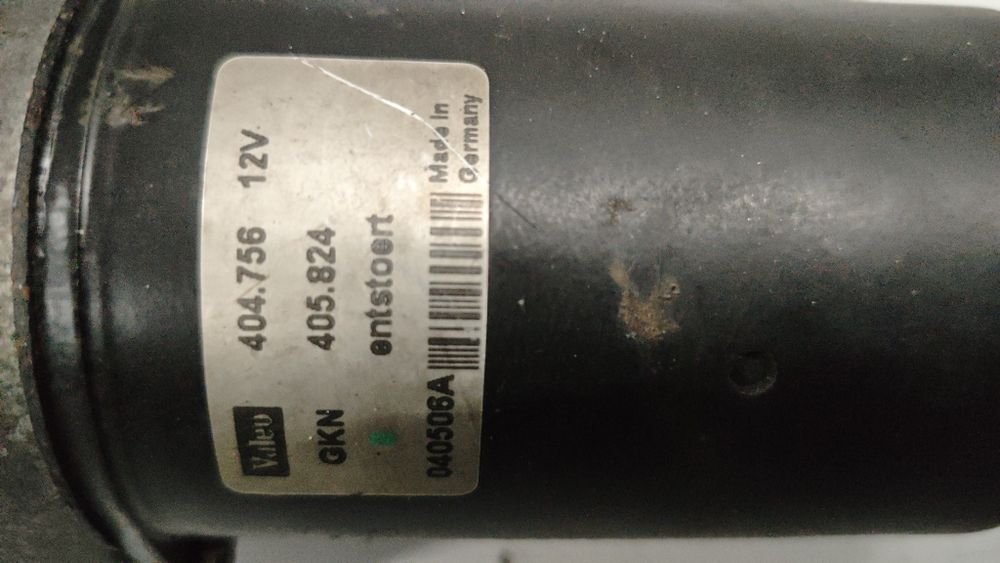 Valeo 404.756 12V
GKN 405.824
entstoert
040506A Made in
Germany